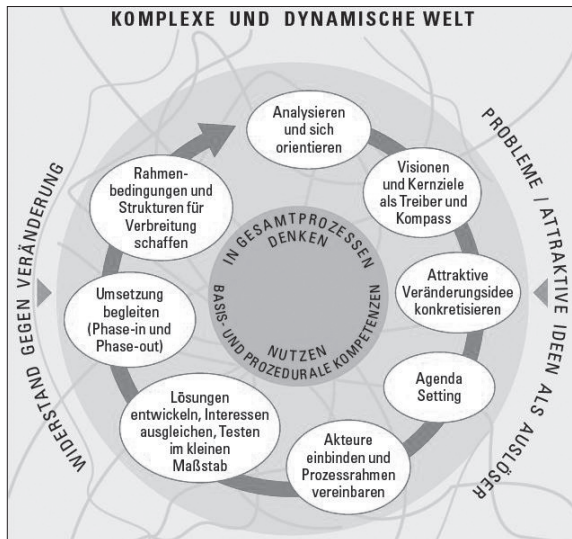 KOMPLEXE UND DYNAMISCHE WELT
Analysieren
und sich
orientieren
Visionen
und Kernziele
als Treiber und
Kompass
Attraktive
Veränderungsidee
konkretisieren
Agenda
Setting
Akteure
einbinden und
Prozessrahmen
vereinbaren
Lösungen
entwickeln, Interessen
ausgleichen, Testen
im kleinen
Maßstab
Umsetzung
begleiten
(Phase-in und
Phase-out)
Rahmen-
bedingungen und
Strukturen für
Verbreitung
schaffen
IN GESAMTPROZESSEN
DENKEN
NUTZEN
BASIS- UND PROZEDURALE KOMPETENZEN
WIDERSTAND GEGEN VERÄNDERUNG
PROBLEME / ATTRAKTIVE IDEEN ALS AUSLÖSER